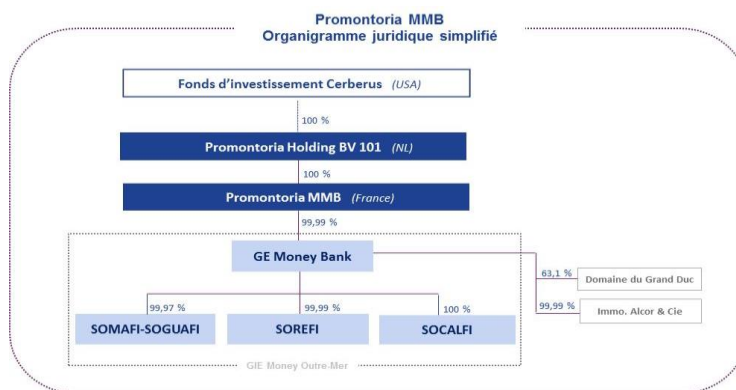 Promontoria MMB
Organigramme juridique simplifié
Fonds d'investissement Cerberus (USA)
100 %
Promontoria Holding BV 101 (NL)
100 %
Promontoria MMB (France)
99,99 %
GE Money Bank
63,1 %
Domaine du Grand Duc
99,99 %
Immo. Alcor & Cie
99,97 %
99,99 %
100 %
SOMAFI-SOGUAFI
SOREFI
SOCALFI
GIE Money Outre-Mer